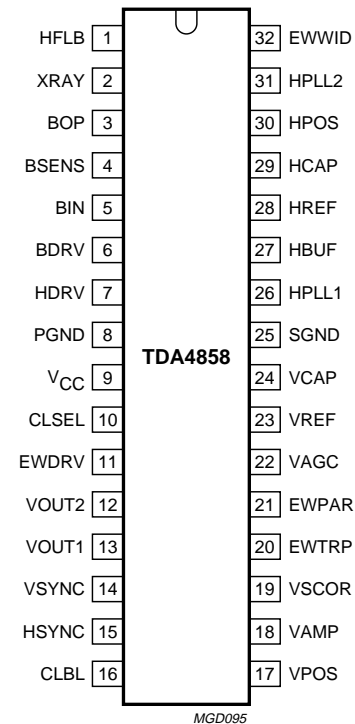 HFLB 1 32 EWWID
XRAY 2 31 HPLL2
BOP 3 30 HPOS
BSENS 4 29 HCAP
BIN 5 28 HREF
BDRV 6 27 HBUF
HDRV 7 26 HPLL1
PGND 8 25 SGND
TDA4858
VCC 9 24 VCAP
CLSEL 10 23 VREF
EWDRV 11 22 VAGC
VOUT2 12 21 EWPAR
VOUT1 13 20 EWTRP
VSYNC 14 19 VSCOR
HSYNC 15 18 VAMP
CLBL 16 17 VPOS
MGD095